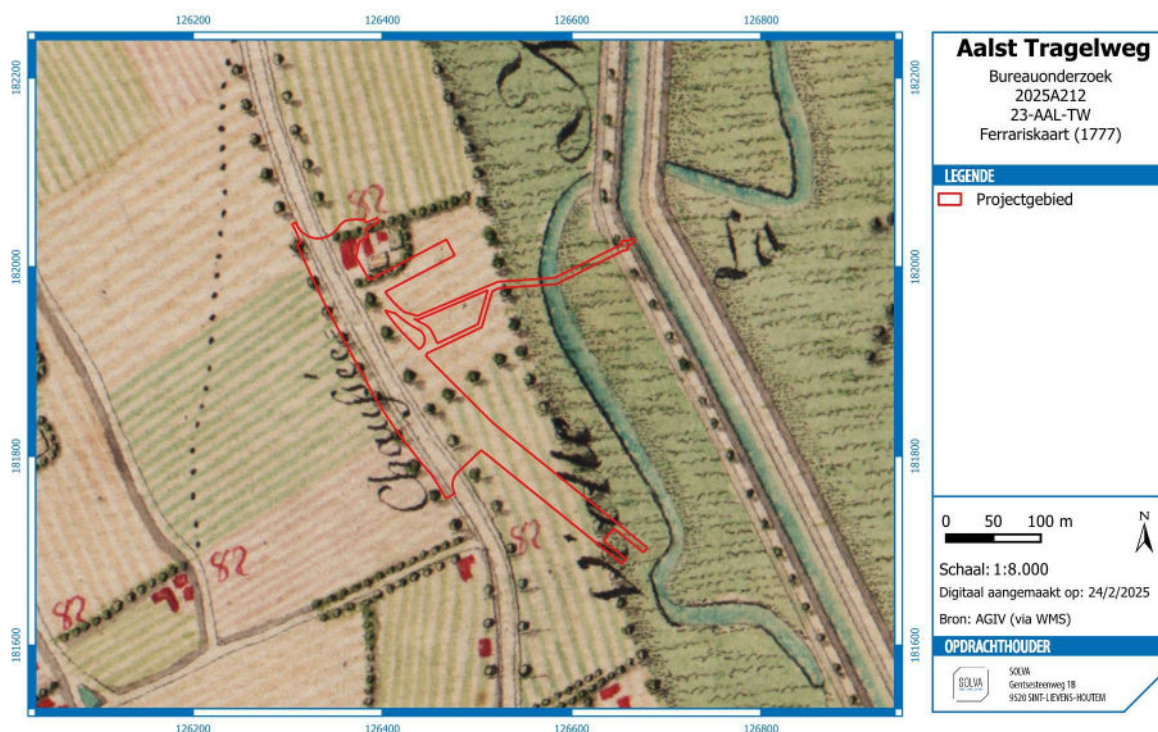 126200 126400 126600 126800
182200
182000
181800
181600
182200
182000
181800
181600
82
Chaussée
82
82
82
126200 126400 126600 126800
Aalst Tragelweg
Bureauonderzoek
2025A212
23-AAL-TW
Ferrariskaart (1777)
LEGENDE
Projectgebied
0 50 100 m
N
Schaal: 1:8.000
Digitaal aangemaakt op: 24/2/2025
Bron: AGIV (via WMS)
OPDRACHTHOUDER
SOLVA
SOLVA
Gentsesteenweg 1B
9520 SINT-LIEVENS-HOUTEM